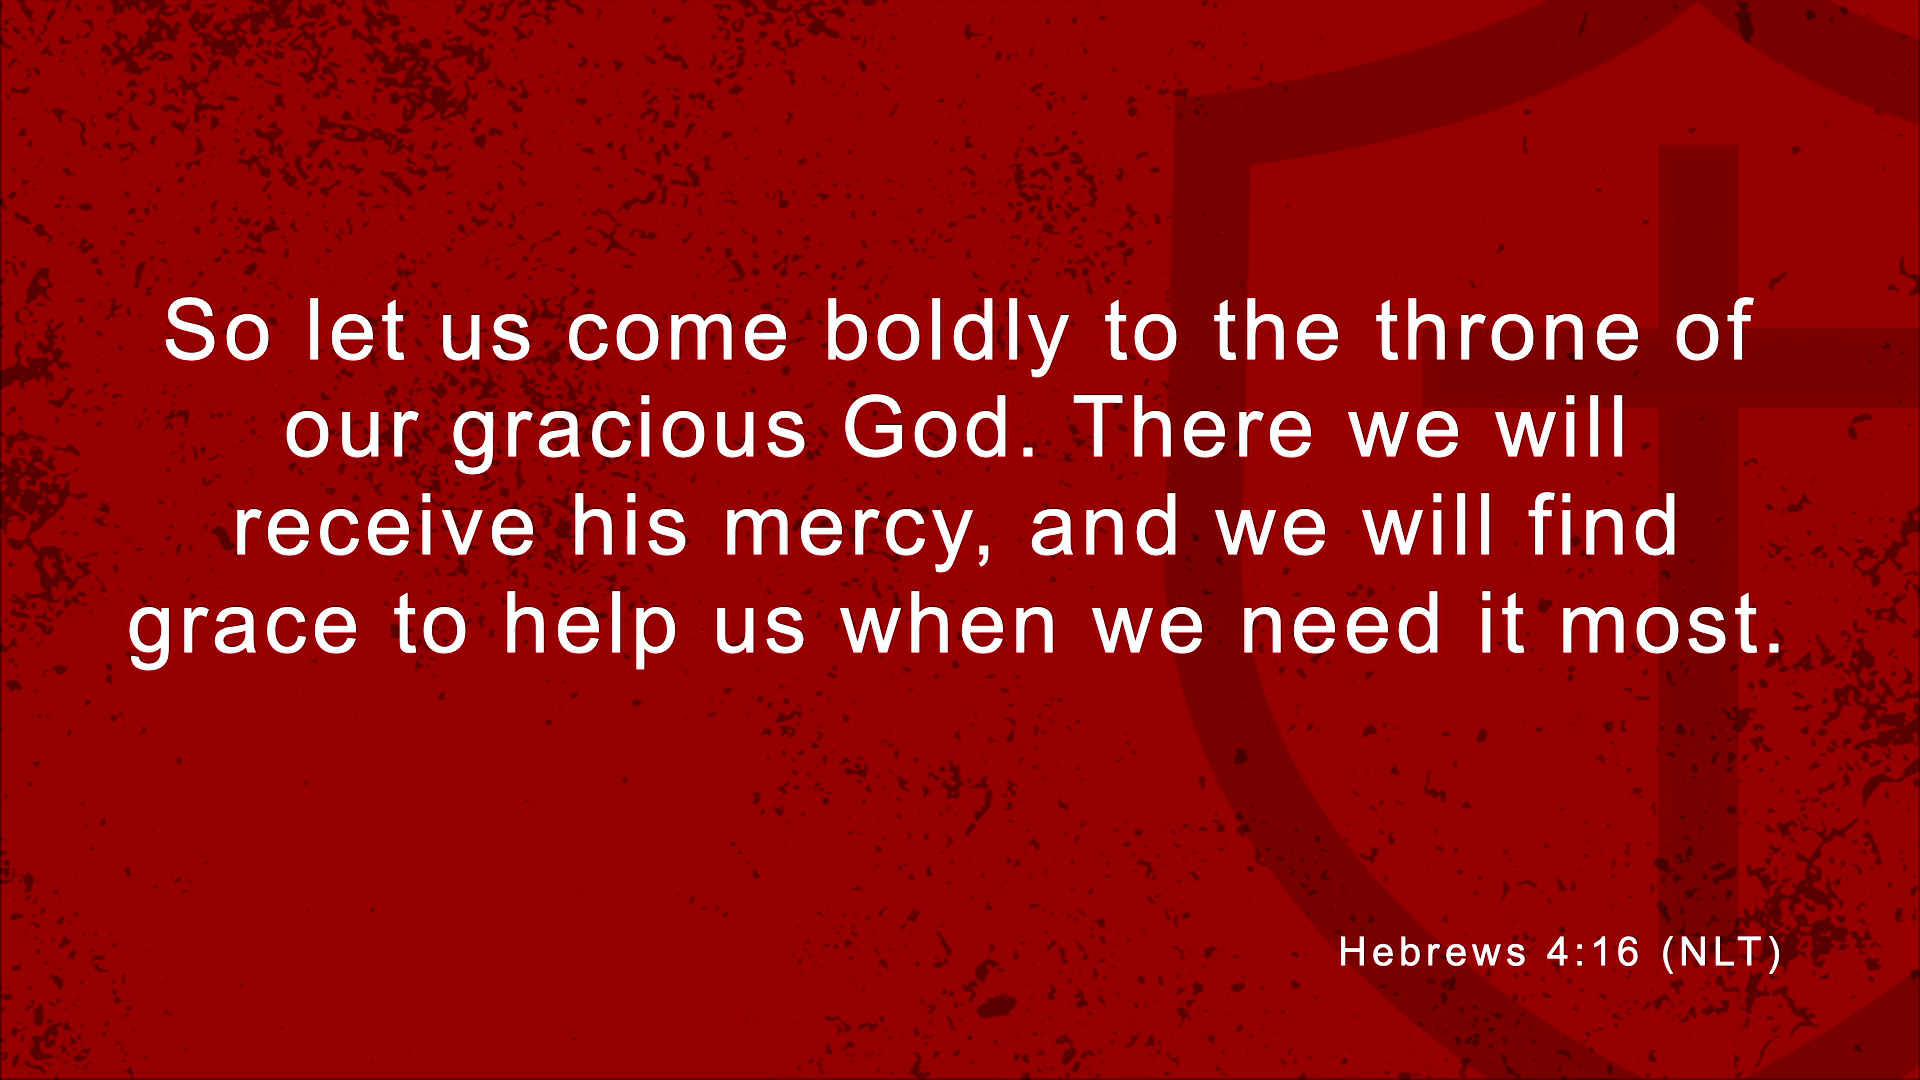 So let us come boldly to the throne of
our gracious God. There we will
receive his mercy, and we will find
grace to help us when we need it most.
Hebrews 4:16 (NLT)